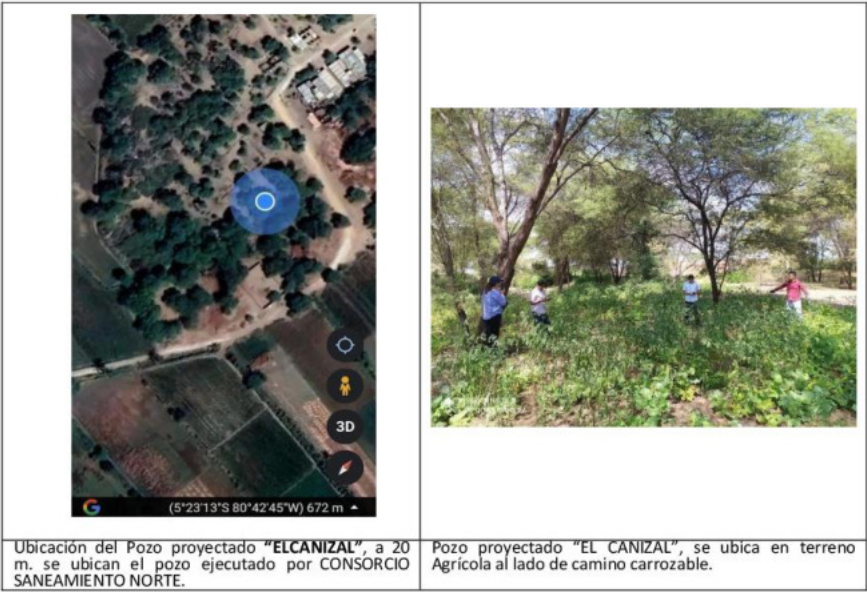 3D
G
(5°23'13"S 80°42'45"W) 672 m
Ubicación del Pozo proyectado "ELCANIZAL", a 20
m. se ubican el pozo ejecutado por CONSORCIO
SANEAMIENTO NORTE.
Pozo proyectado "EL CANIZAL", se ubica en terreno
Agrícola al lado de camino carrozable.